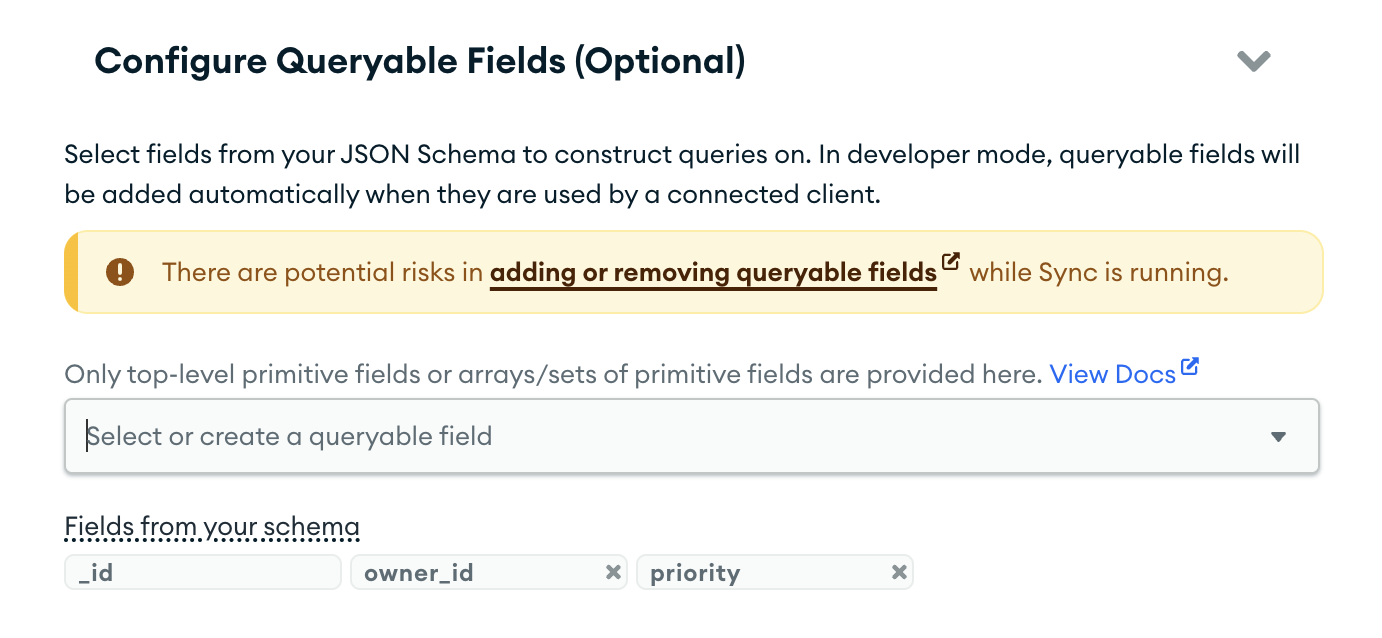 Configure Queryable Fields (Optional)
Select fields from your JSON Schema to construct queries on. In developer mode, queryable fields will
be added automatically when they are used by a connected client.
There are potential risks in adding or removing queryable fields while Sync is running.
Only top-level primitive fields or arrays/sets of primitive fields are provided here. View Docs
Select or create a queryable field
Fields from your schema
_id owner_id priority